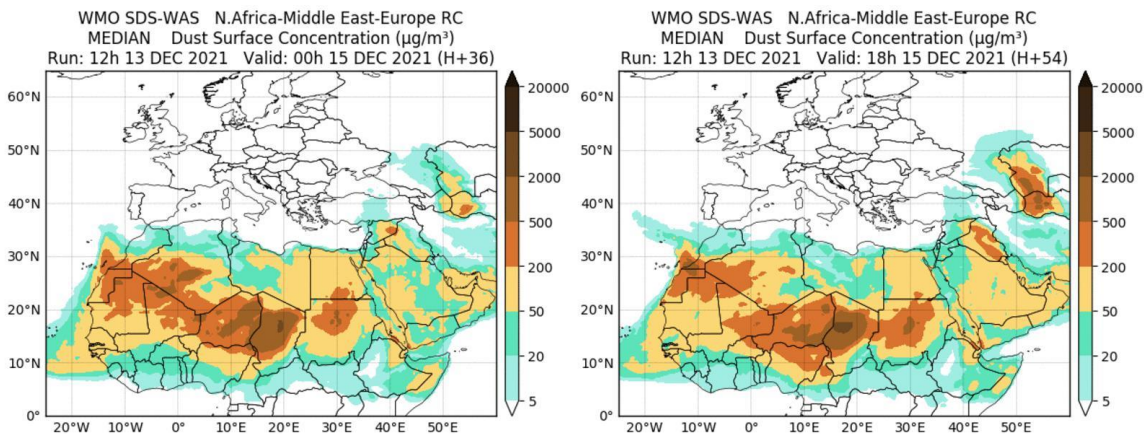 WMO SDS-WAS N.Africa-Middle East-Europe RC
MEDIAN Dust Surface Concentration (µg/m³)
Run: 12h 13 DEC 2021 Valid: 00h 15 DEC 2021 (H+36)
60°N
50°N
40°N
30°N
20°N
10°N
0°
20°W
10°W
0°
10°E
20°E
30°E
40°E
50°E
20000
5000
2000
500
200
50
20
5
WMO SDS-WAS N.Africa-Middle East-Europe RC
MEDIAN Dust Surface Concentration (µg/m³)
Run: 12h 13 DEC 2021 Valid: 18h 15 DEC 2021 (H+54)
60°N
50°N
40°N
30°N
20°N
10°N
0°
20°W
10°W
0°
10°E
20°E
30°E
40°E
50°E
20000
5000
2000
500
200
50
20
5